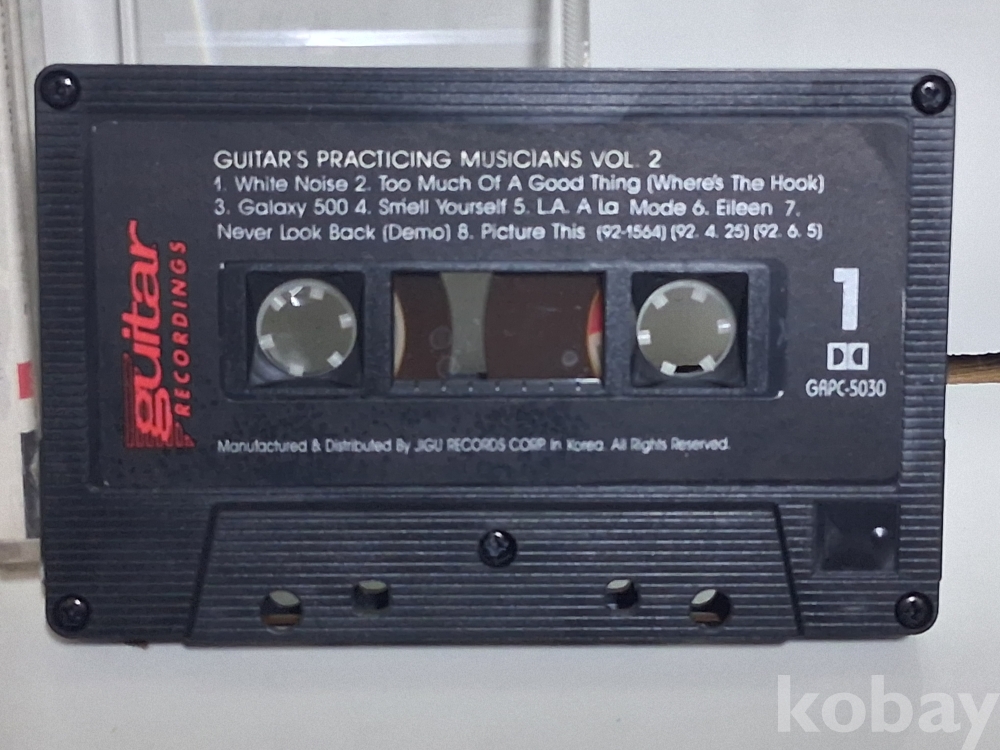 GUITAR'S PRACTICING MUSICIANS VOL. 2
1. White Noise 2. Too Much Of A Good Thing (Where's The Hook)
3. Galaxy 500 4. Smell Yourself 5. L.A. A La Mode 6. Eileen 7.
Never Look Back (Demo) 8. Picture This (92-1564) (92. 4. 25) (92. 6. 5)
guitar
RECORDINGS
1
GAPC-5030
Manufactured & Distributed By JIGU RECORDS CORP. In Korea. All Rights Reserved.
kobay